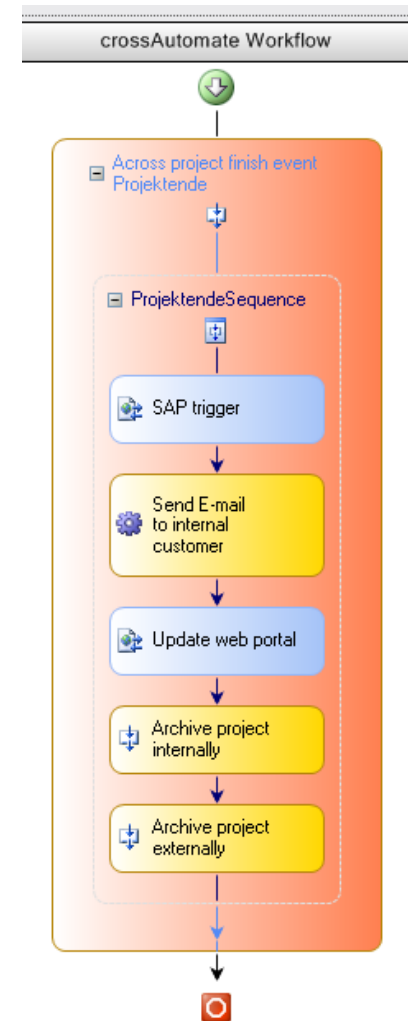 crossAutomate Workflow
Across project finish event
Projektende
ProjektendeSequence
SAP trigger
Send E-mail
to internal
customer
Update web portal
Archive project
internally
Archive project
externally